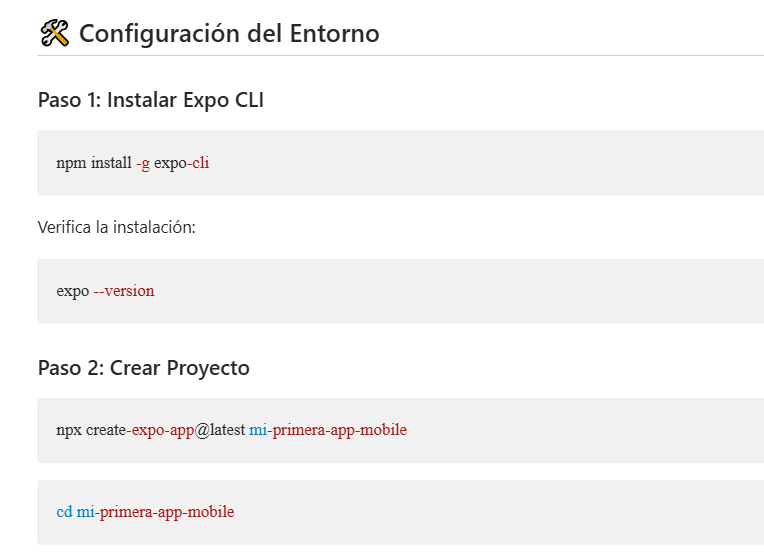 🛠 Configuración del Entorno
Paso 1: Instalar Expo CLI
npm install -g expo-cli
Verifica la instalación:
expo --version
Paso 2: Crear Proyecto
npx create-expo-app@latest mi-primera-app-mobile
cd mi-primera-app-mobile